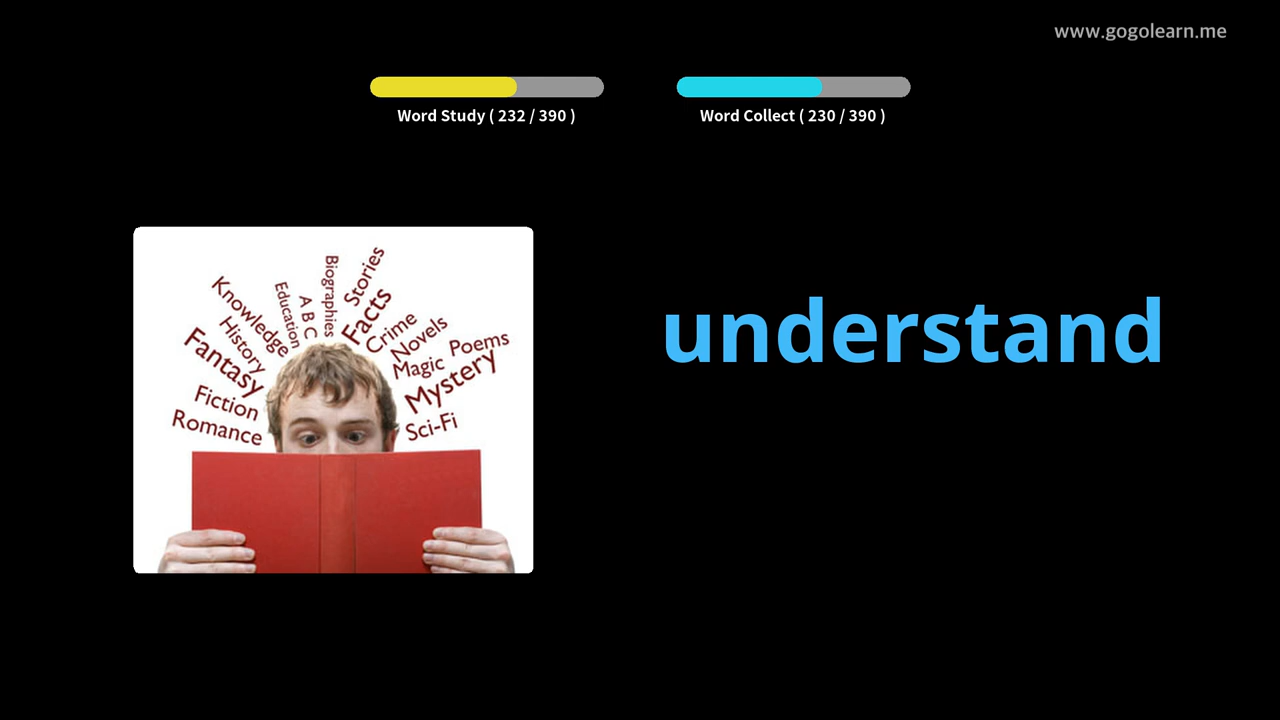 www.gogolearn.me
Word Study ( 232 / 390 )
Word Collect ( 230 / 390 )
Knowledge
Education
A B C
Biographies
Stories
History
Facts
Crime
Novels
Fantasy
Magic
Poems
Fiction
Mystery
Romance
Sci-Fi
understand